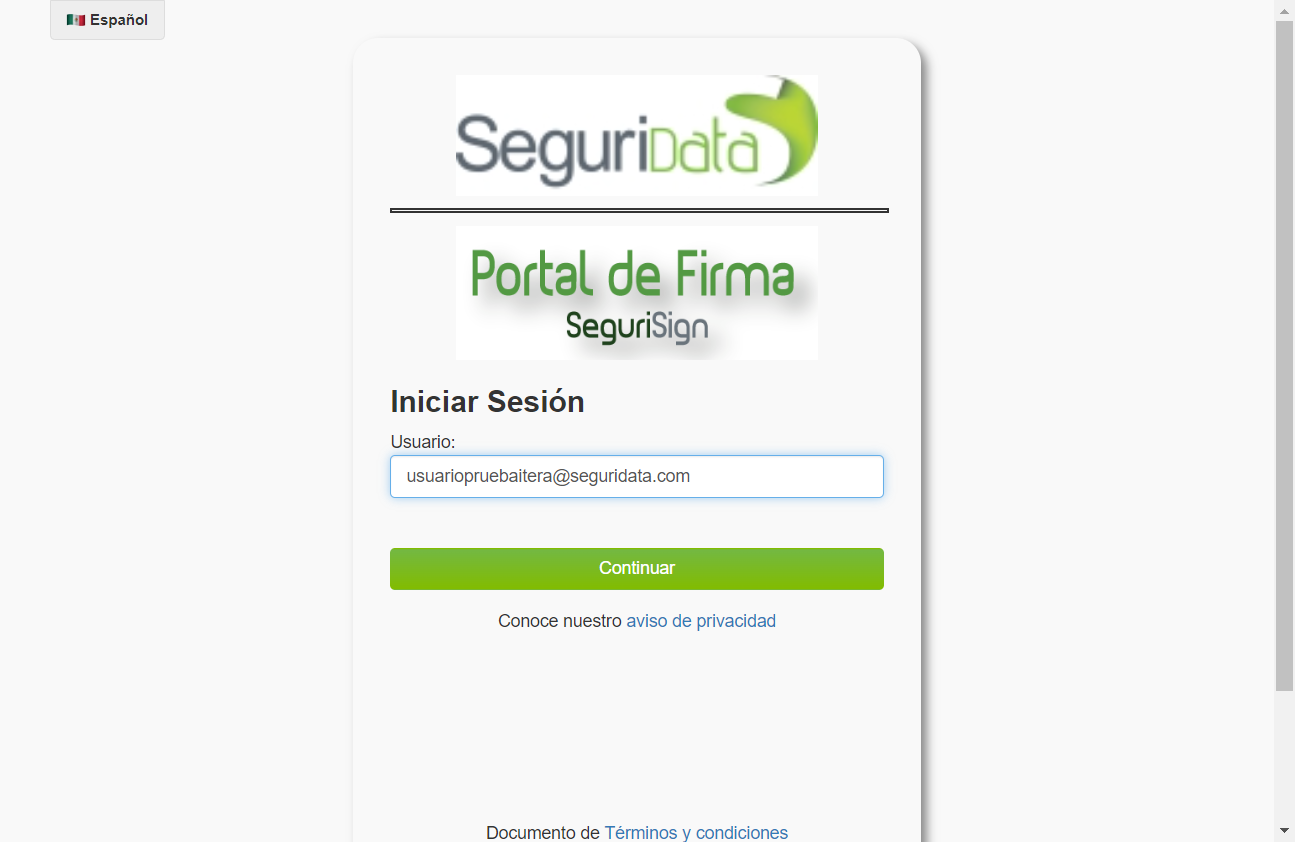 Español
SeguriData
Portal de Firma
SeguriSign
Iniciar Sesión
Usuario:
usuariopruebaitera@seguridata.com
Continuar
Conoce nuestro aviso de privacidad
Documento de Términos y condiciones